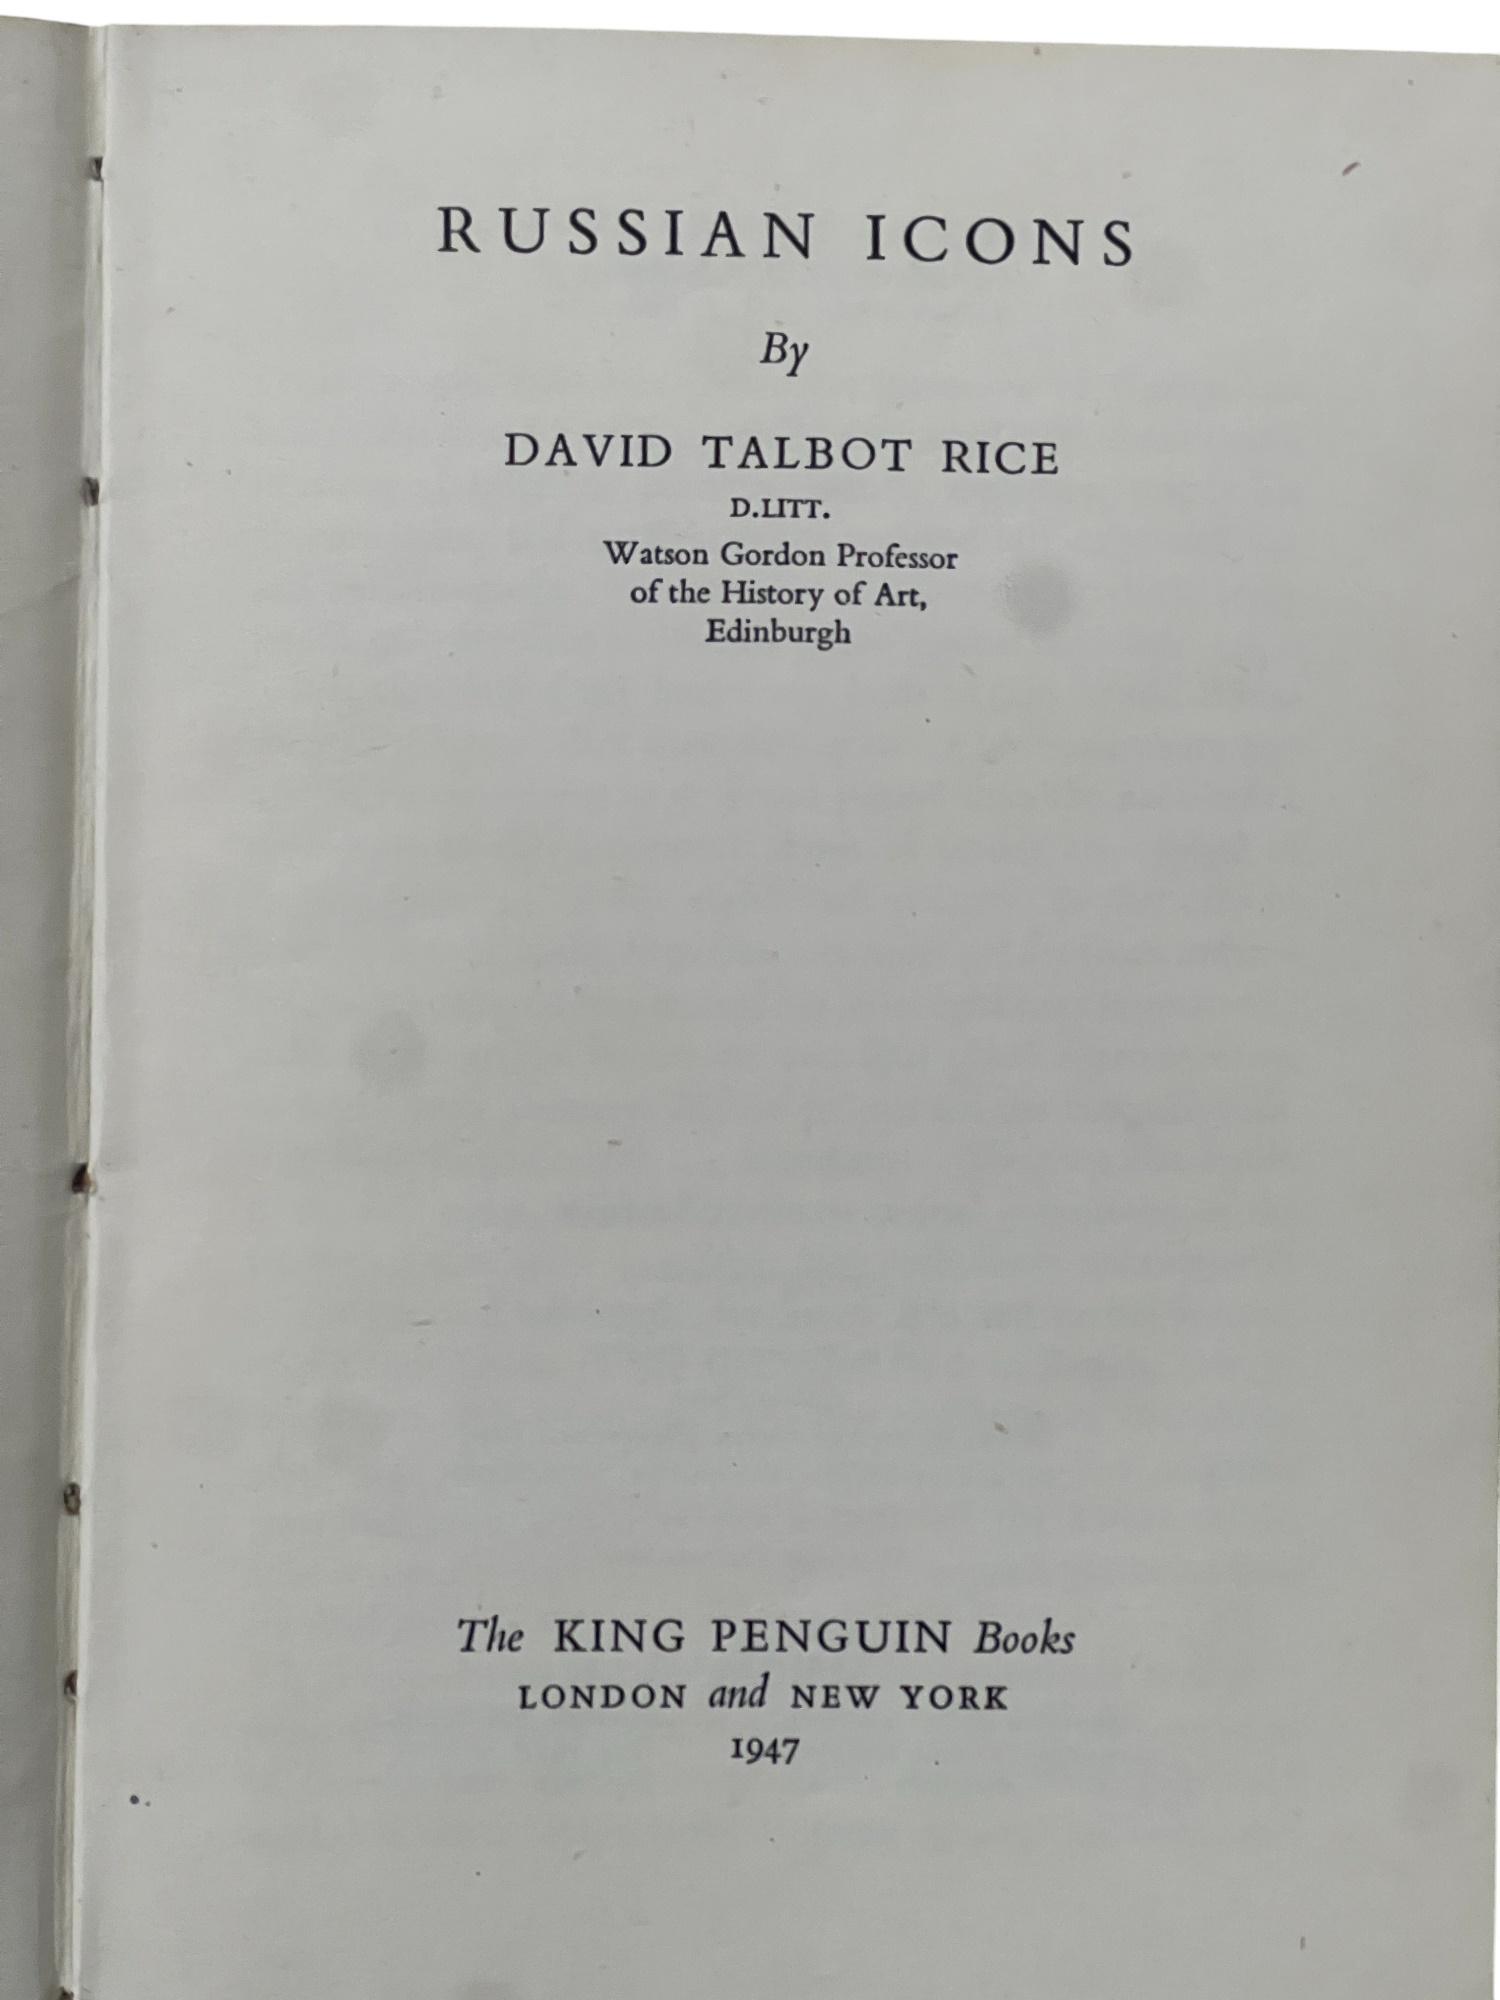 RUSSIAN ICONS
By
DAVID TALBOT RICE
D.LITT.
Watson Gordon Professor
of the History of Art,
Edinburgh
The KING PENGUIN Books
LONDON and NEW YORK
1947